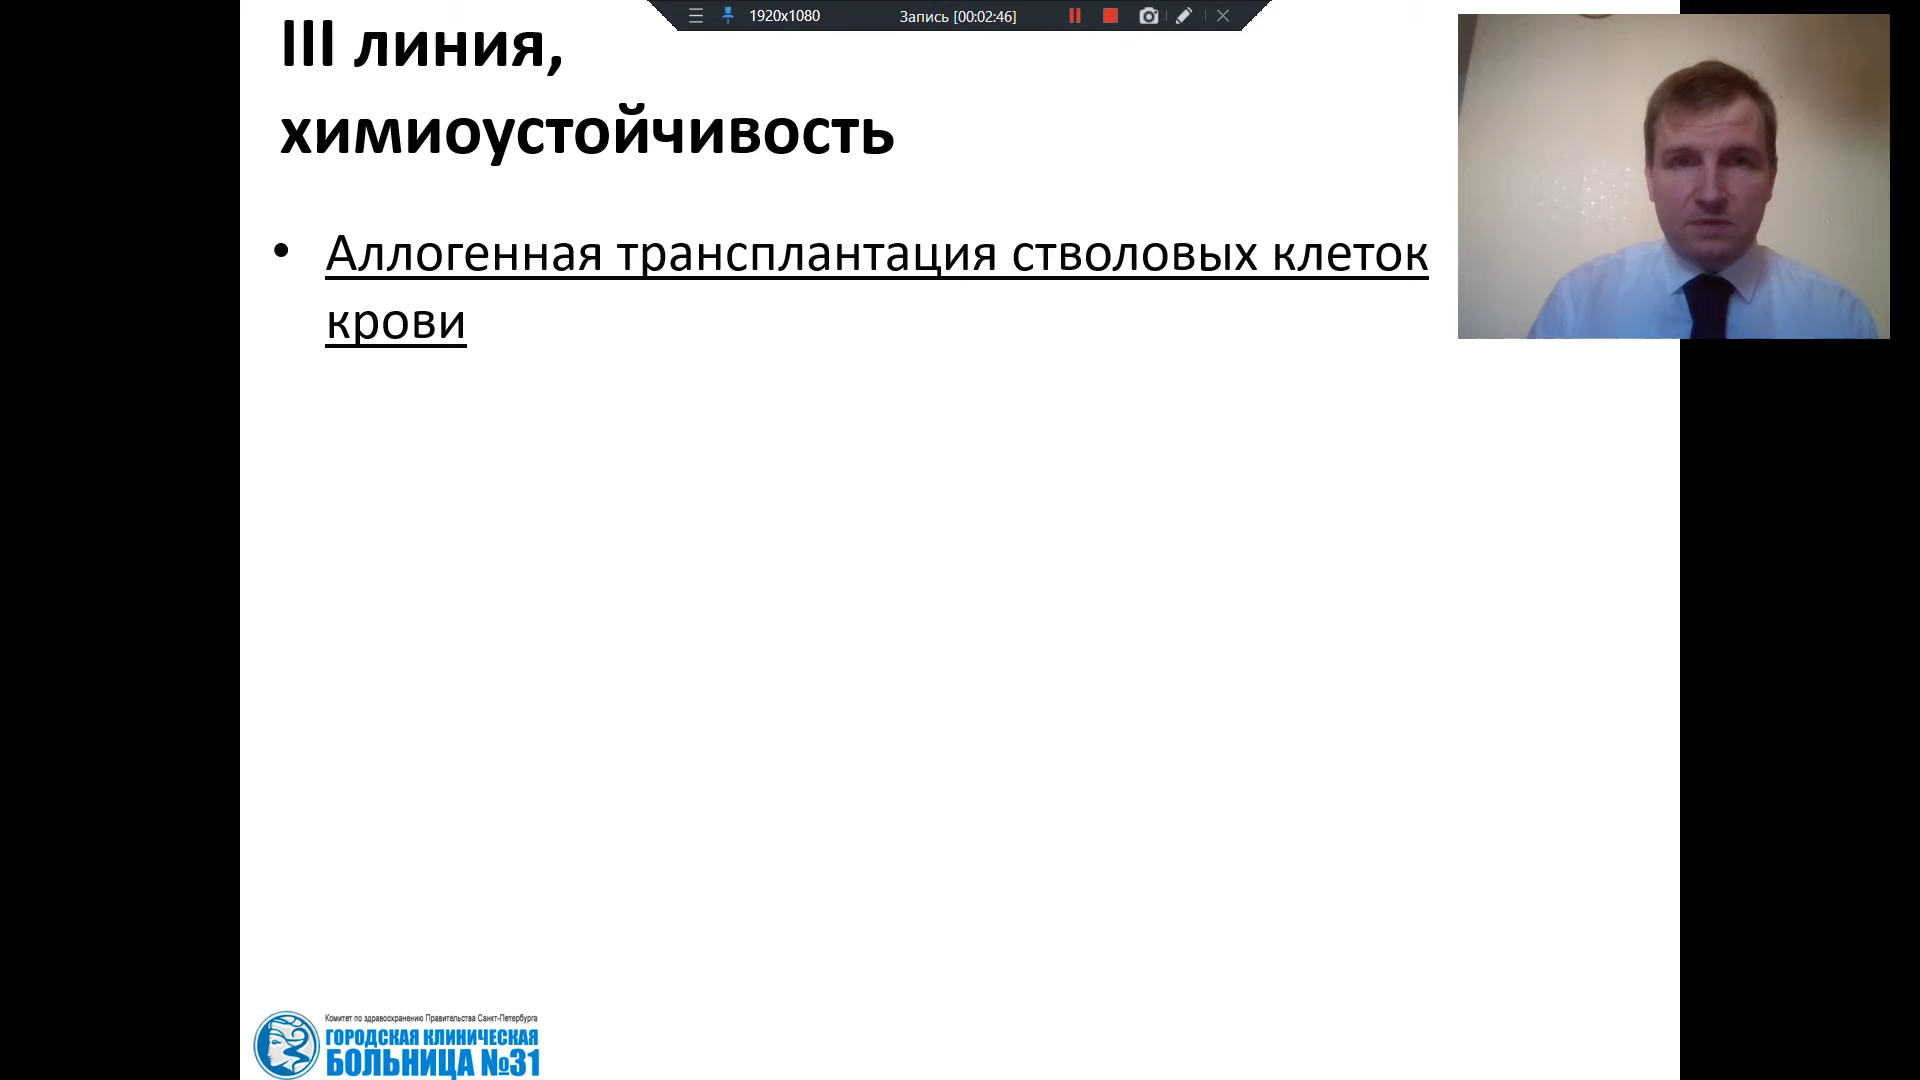 1920x1080
Запись [00:02:46]
III линия,
химиоустойчивость
• Аллогенная трансплантация стволовых клеток
крови
Комитет по здравоохранению Правительства Санкт-Петербурга
ГОРОДСКАЯ КЛИНИЧЕСКАЯ
БОЛЬНИЦА №31